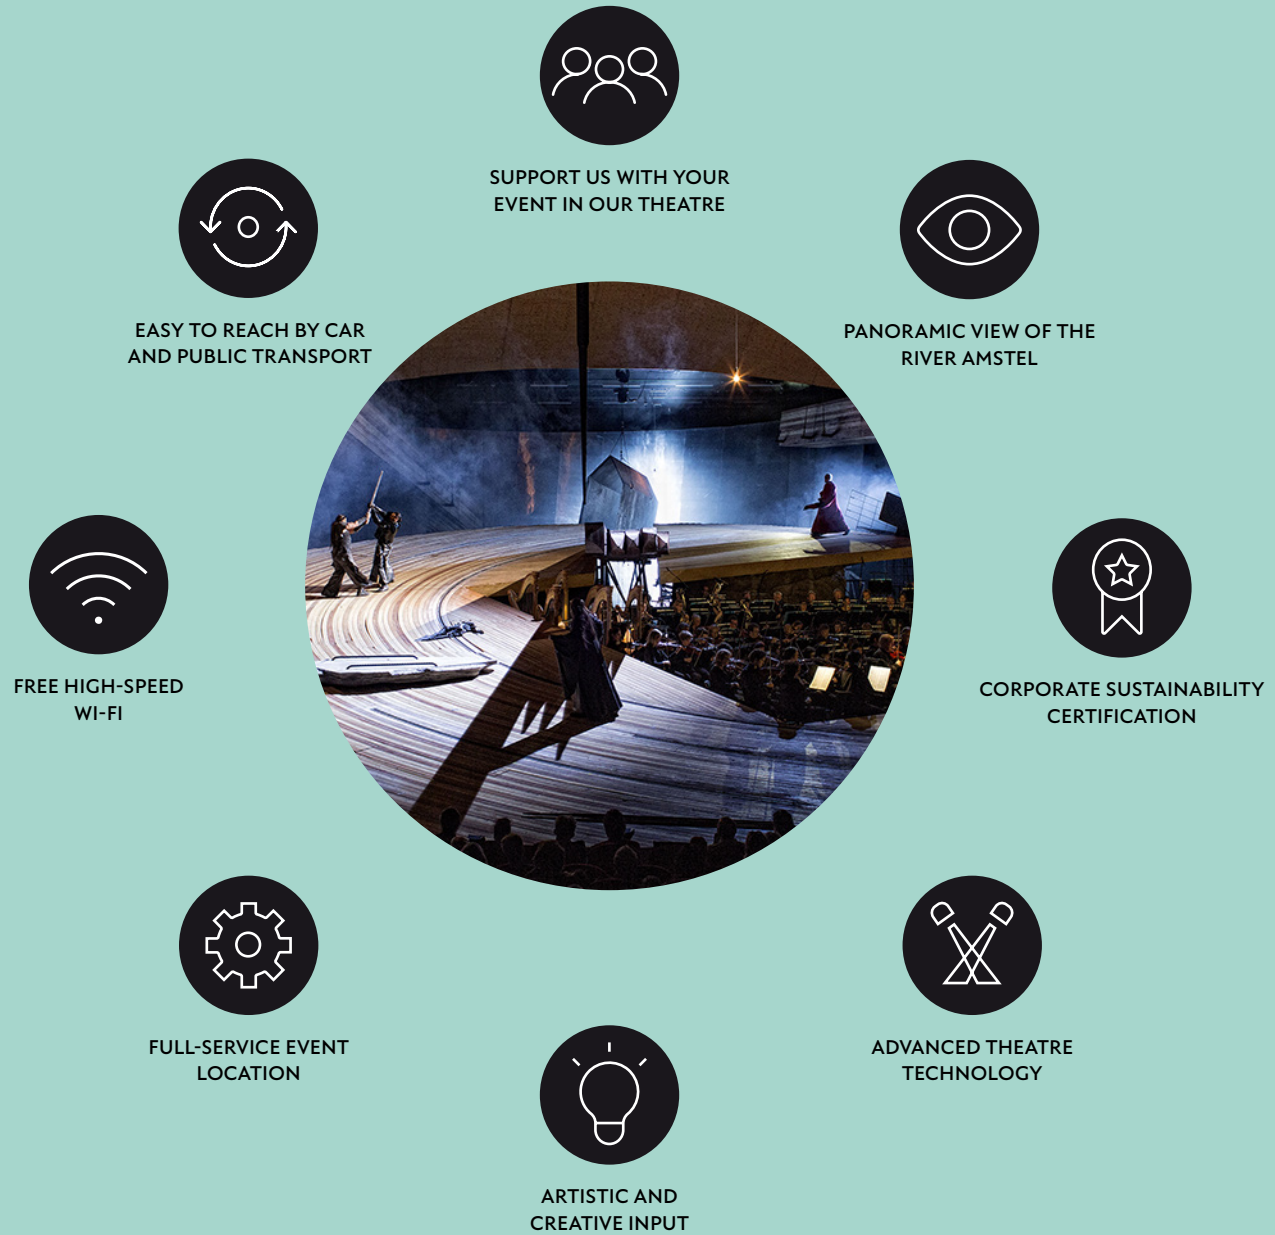 SUPPORT US WITH YOUR
EVENT IN OUR THEATRE
EASY TO REACH BY CAR
AND PUBLIC TRANSPORT
PANORAMIC VIEW OF THE
RIVER AMSTEL
FREE HIGH-SPEED
WI-FI
CORPORATE SUSTAINABILITY
CERTIFICATION
FULL-SERVICE EVENT
LOCATION
ADVANCED THEATRE
TECHNOLOGY
ARTISTIC AND
CREATIVE INPUT